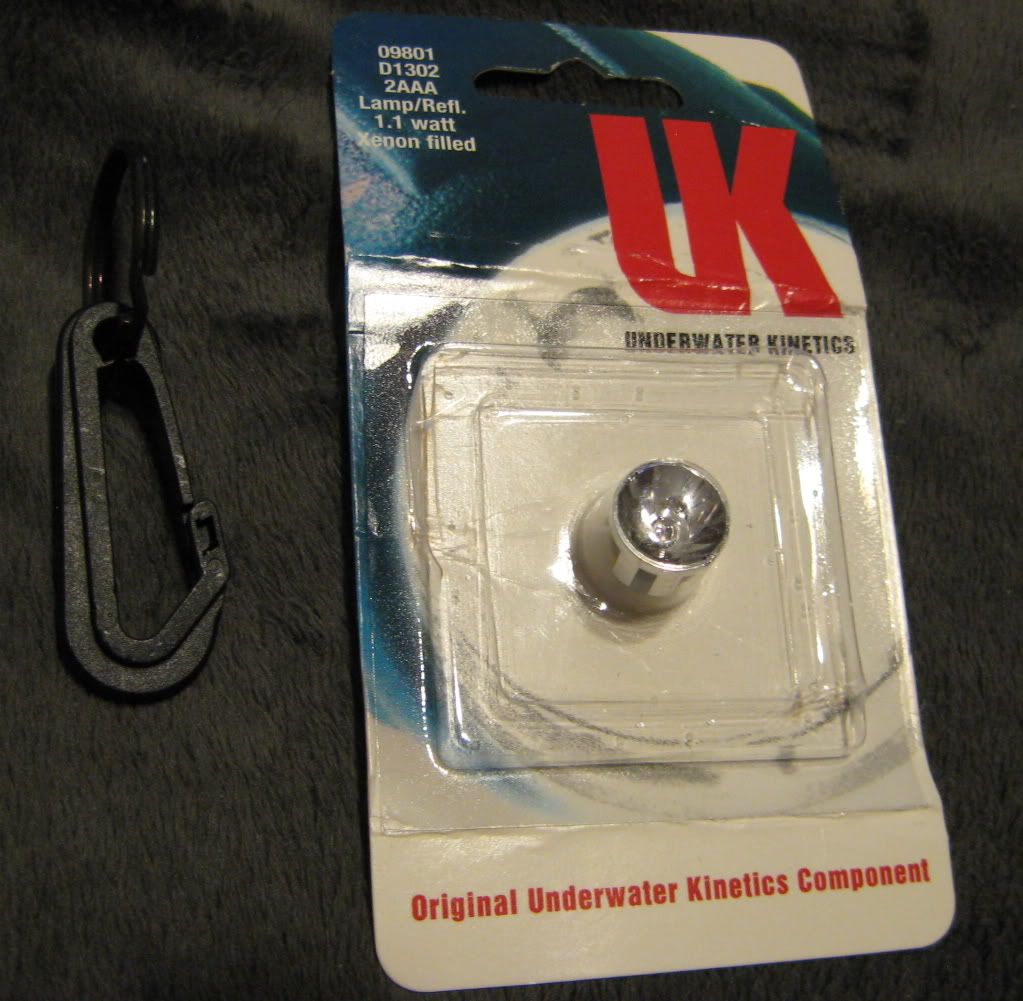 09801
D1302
2AAA
Lamp/Refl.
1.1 watt
Xenon filled
UK
UNDERWATER KINETICS
Original Underwater Kinetics Component